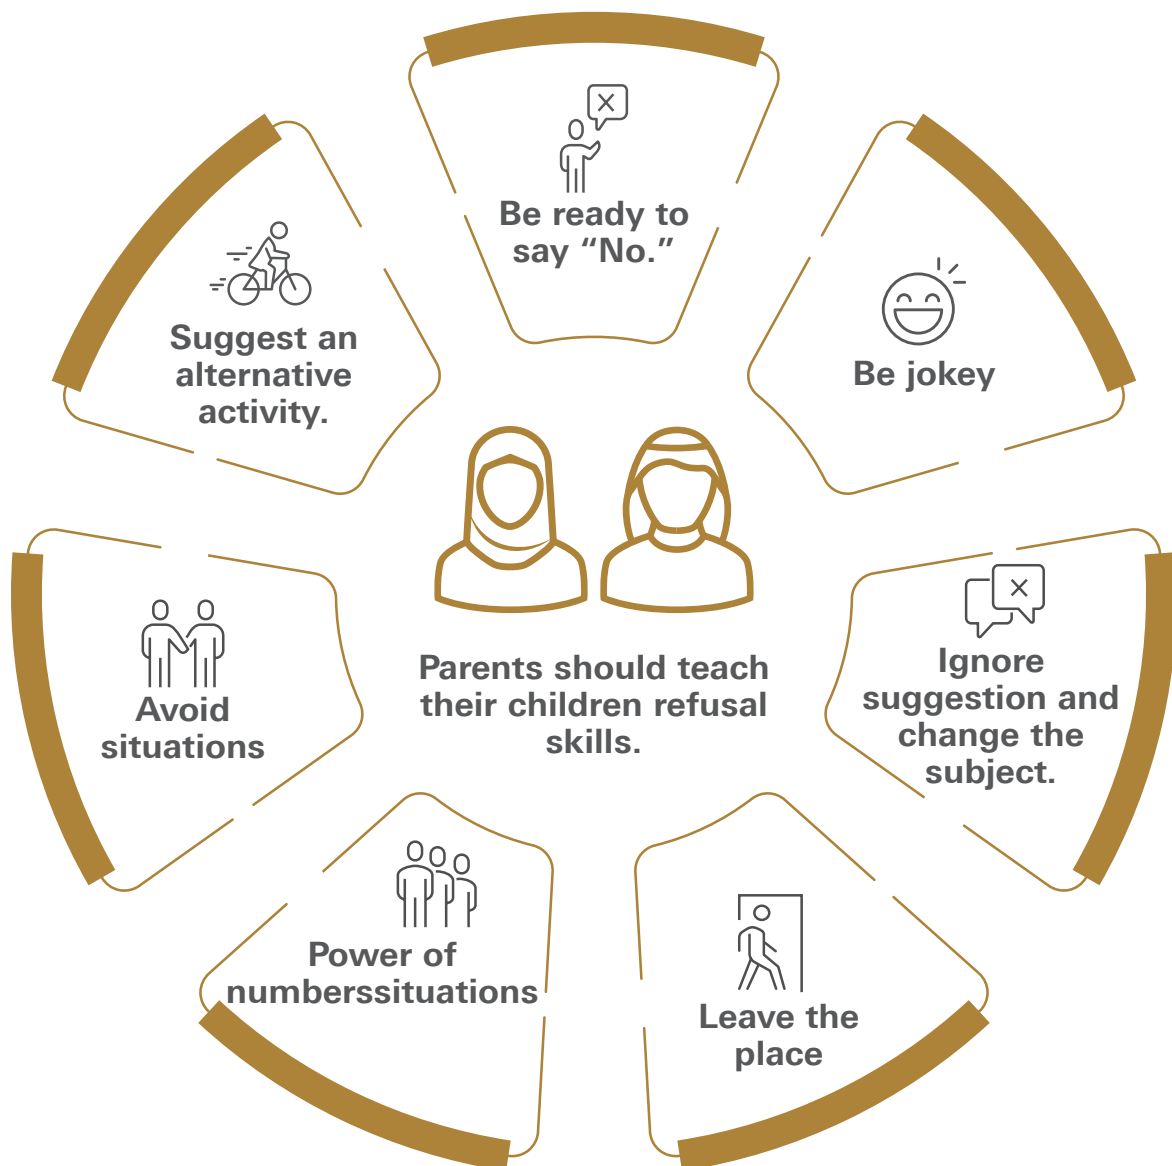 Be ready to
say “No.”
Be jokey
Ignore
suggestion and
change the
subject.
Leave the
place
Power of
numberssituations
Avoid
situations
Suggest an
alternative
activity.
Parents should teach
their children refusal
skills.